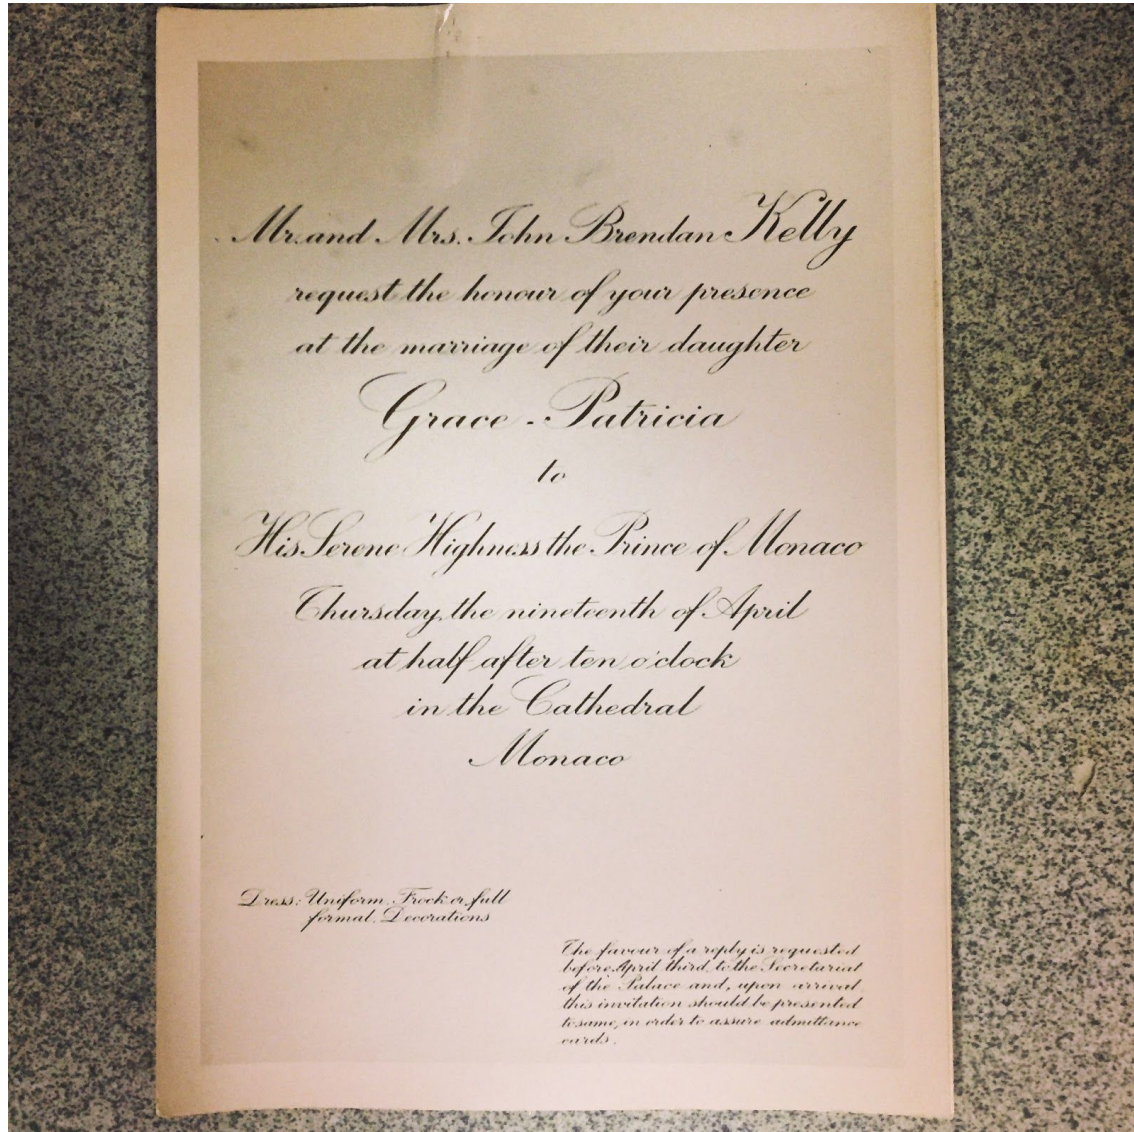 Mr. and Mrs. John Brendan Kelly
request the honour of your presence
at the marriage of their daughter
Grace - Patricia
to
His Serene Highness the Prince of Monaco
Thursday, the nineteenth of April
at half after ten o'clock
in the Cathedral
Monaco
Dress: Uniform, Frock or full
formal, Decorations
The favour of a reply is requested
before April third, to the Secretariat
of the Palace and, upon arrival
this invitation should be presented
to same, in order to assure admittance
cards.